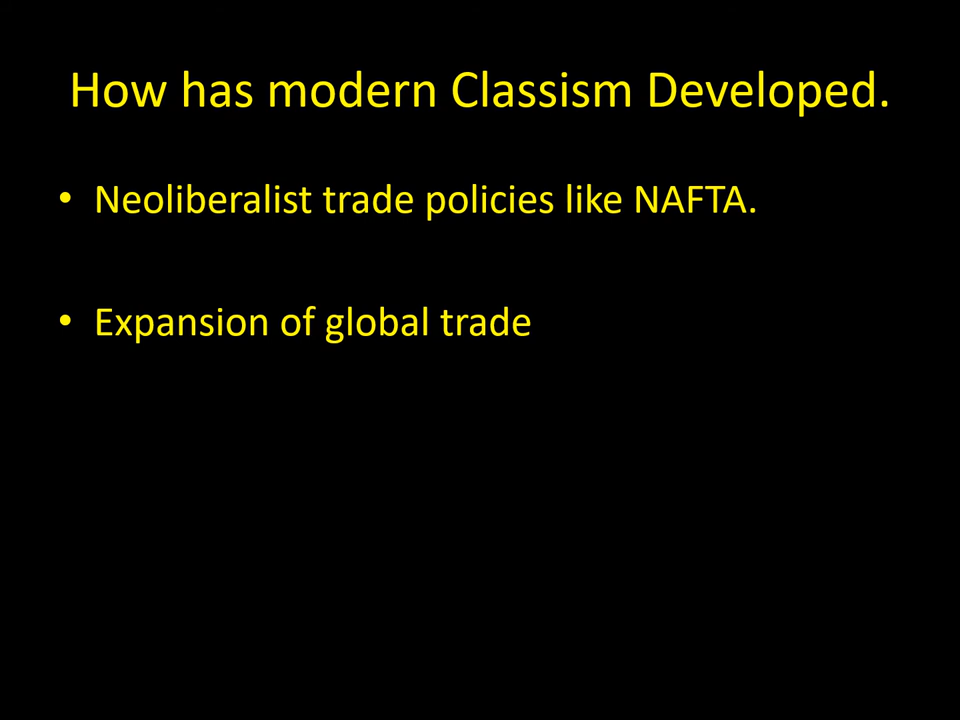 How has modern Classism Developed.
• Neoliberalist trade policies like NAFTA.
• Expansion of global trade